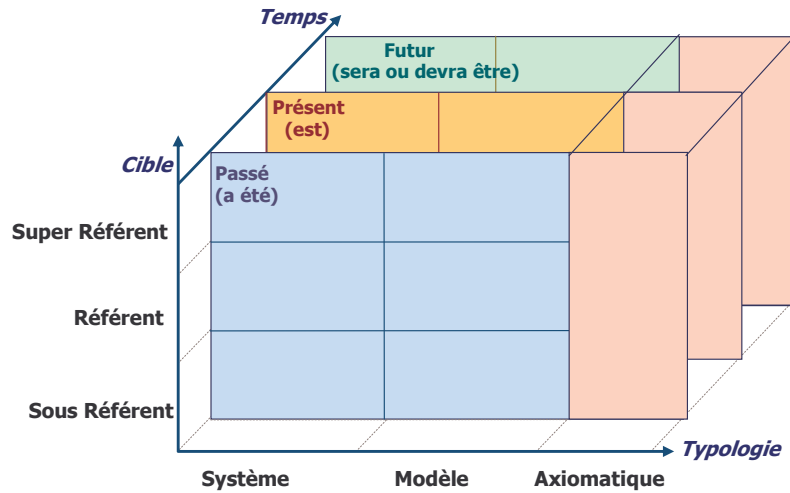 Temps
Futur
(sera ou devra être)
Présent
(est)
Cible
Passé
(a été)
Super Référent
Référent
Sous Référent
Typologie
Système
Modèle
Axiomatique